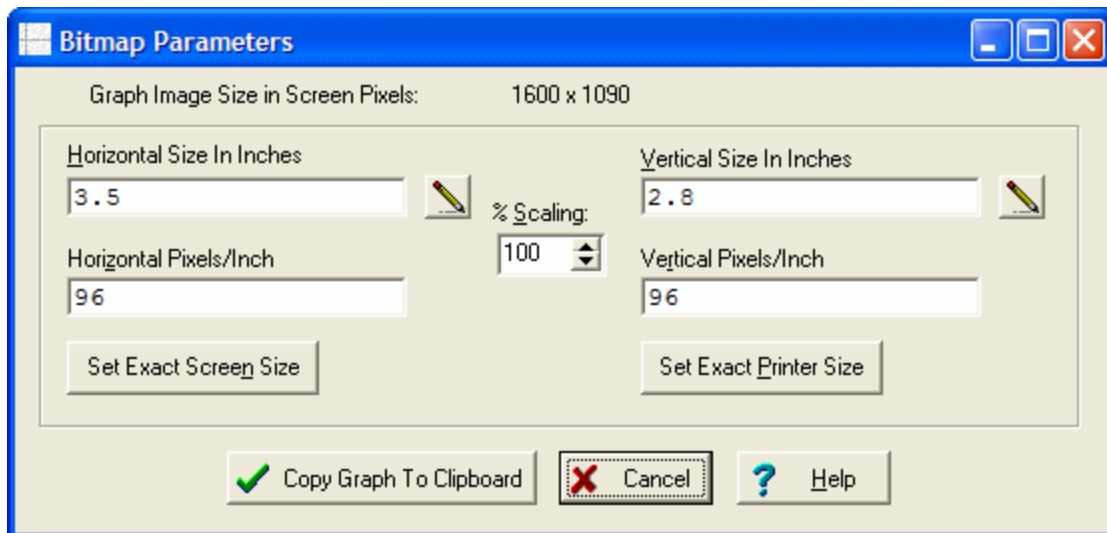 Bitmap Parameters
Graph Image Size in Screen Pixels: 1600 x 1090
Horizontal Size In Inches
Vertical Size In Inches
3.5
% Scaling:
2.8
100
Horizontal Pixels/Inch
Vertical Pixels/Inch
96
96
Set Exact Screen Size
Set Exact Printer Size
Copy Graph To Clipboard
Cancel
? Help